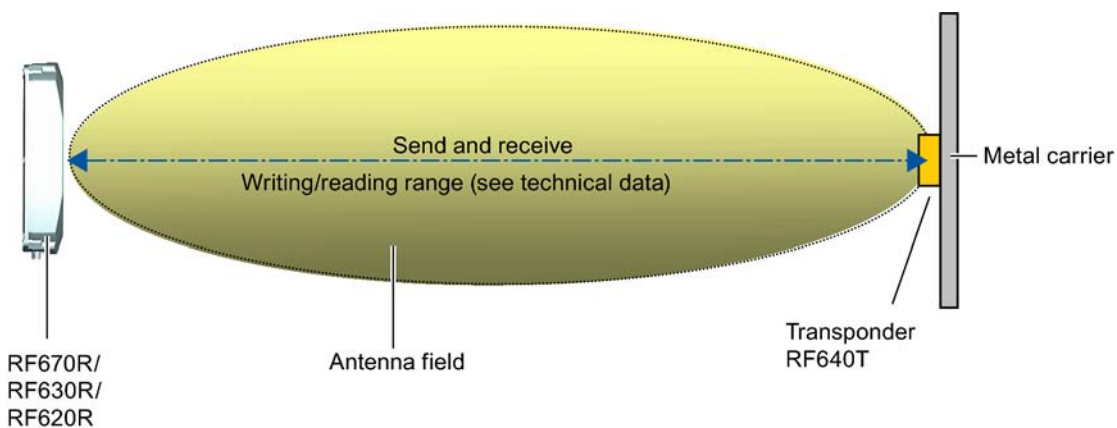 Send and receive
Writing/reading range (see technical data)
Metal carrier
Antenna field
Transponder
RF640T
RF670R/
RF630R/
RF620R